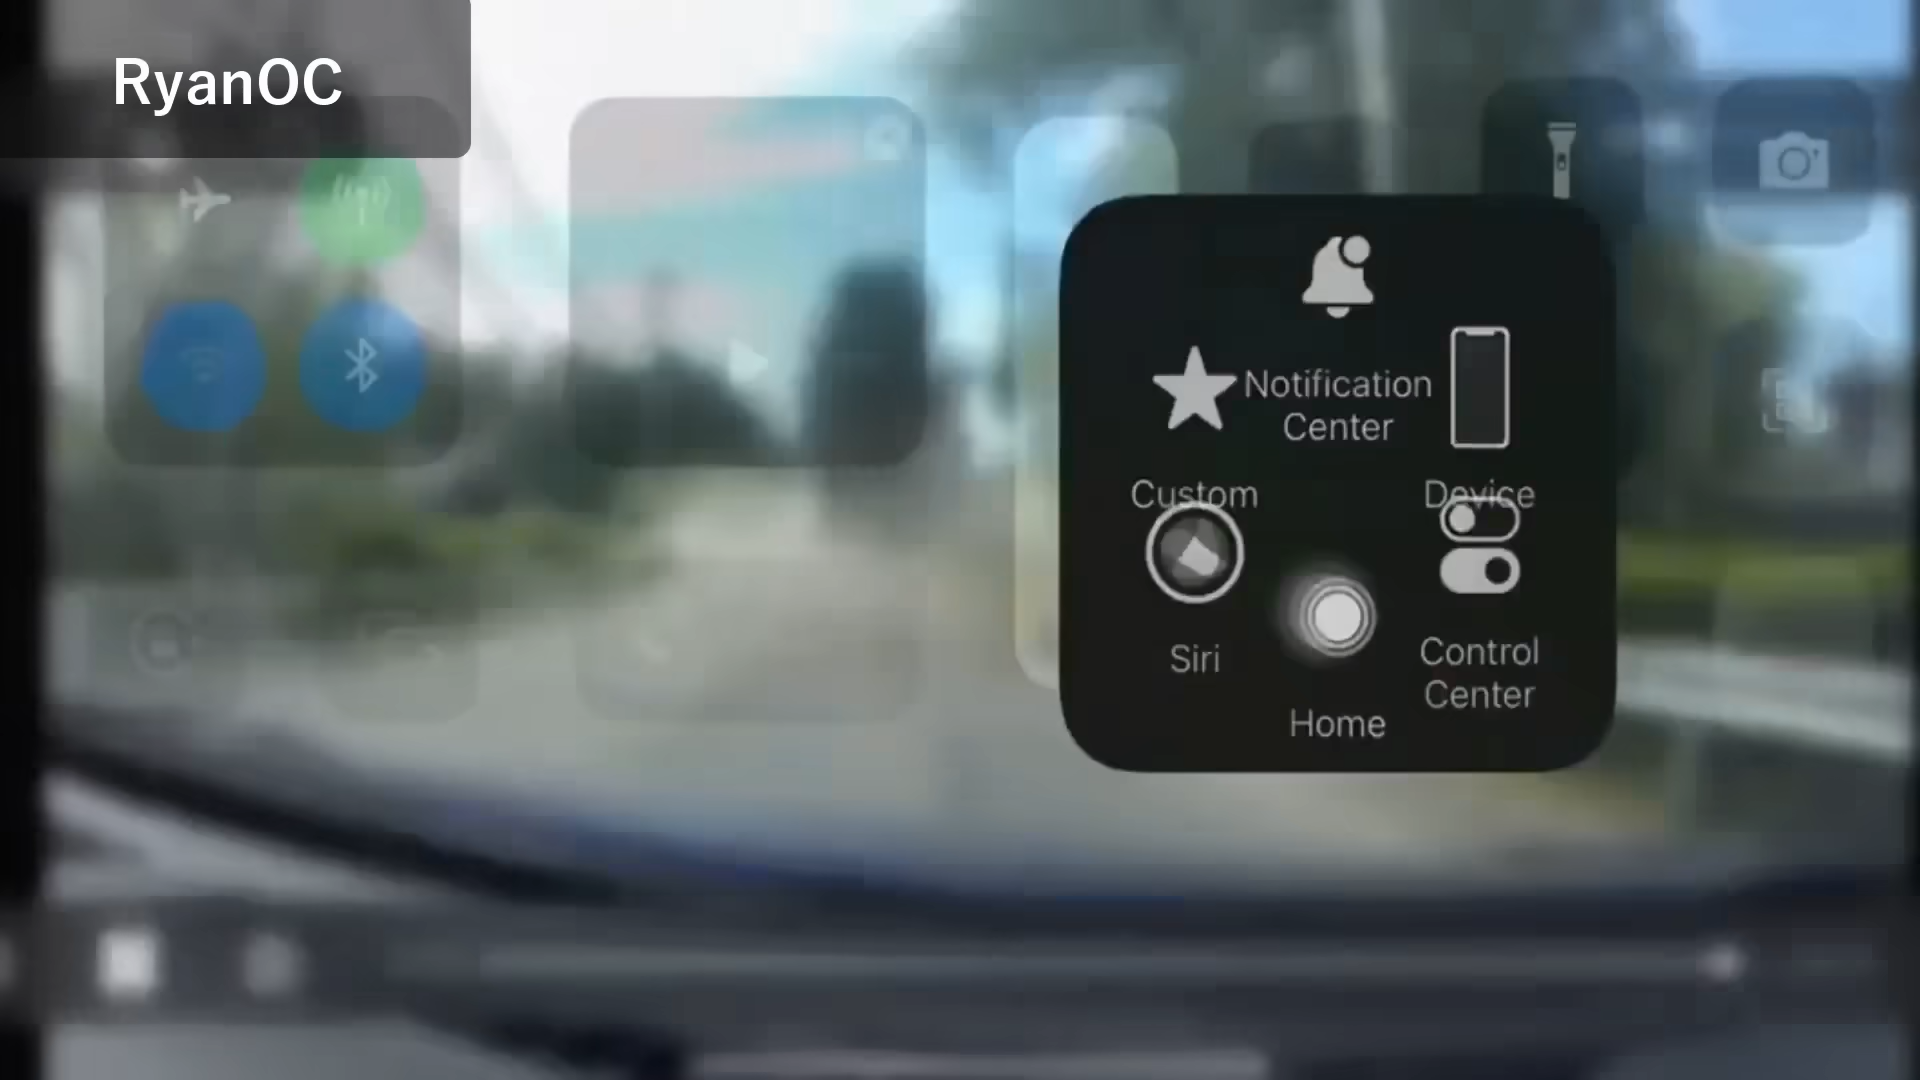 RyanOC
Notification
Center
Custom
Device
Siri
Control
Center
Home